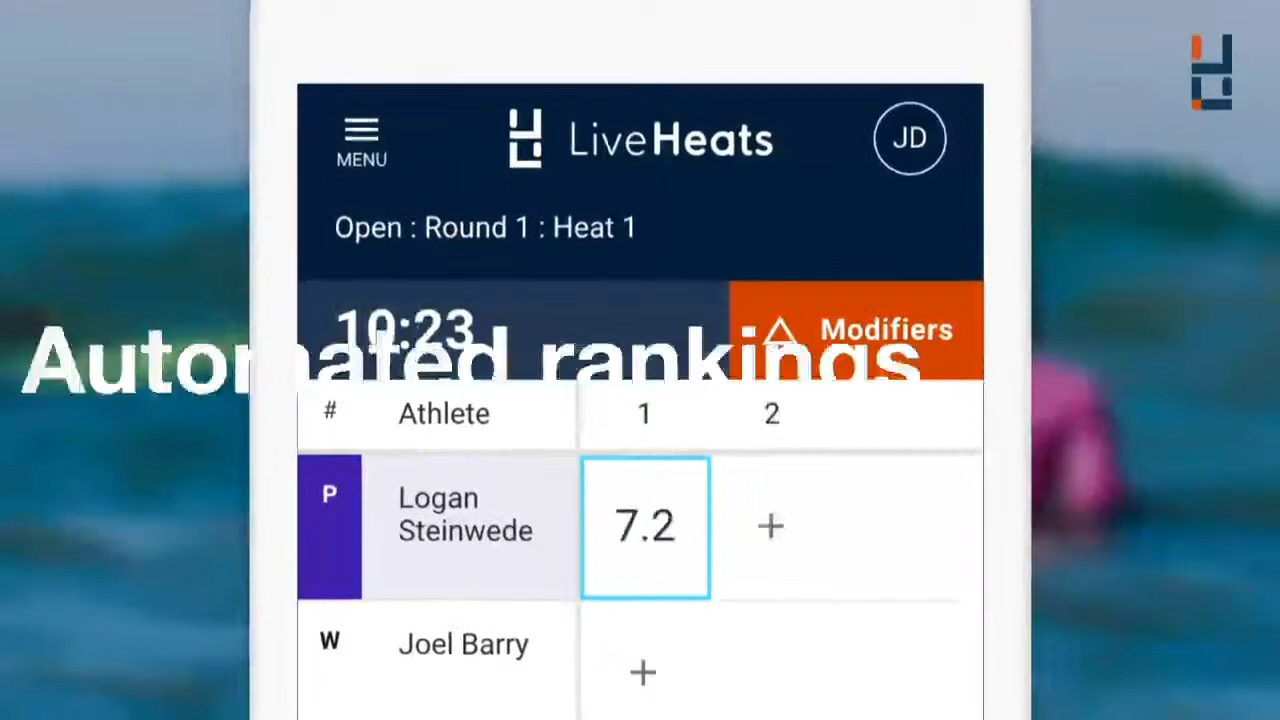 MENU
LiveHeats
JD
Open : Round 1 : Heat 1
10:23
Modifiers
Automated rankings
# Athlete 1 2
P Logan Steinwede 7.2 +
W Joel Barry +